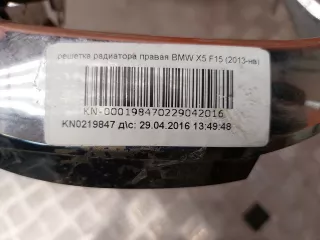 решетка радиатора правая BMW X5 F15 (2013-нв)
KN-000198470229042016
KN0219847 д\с: 29.04.2016 13:49:48